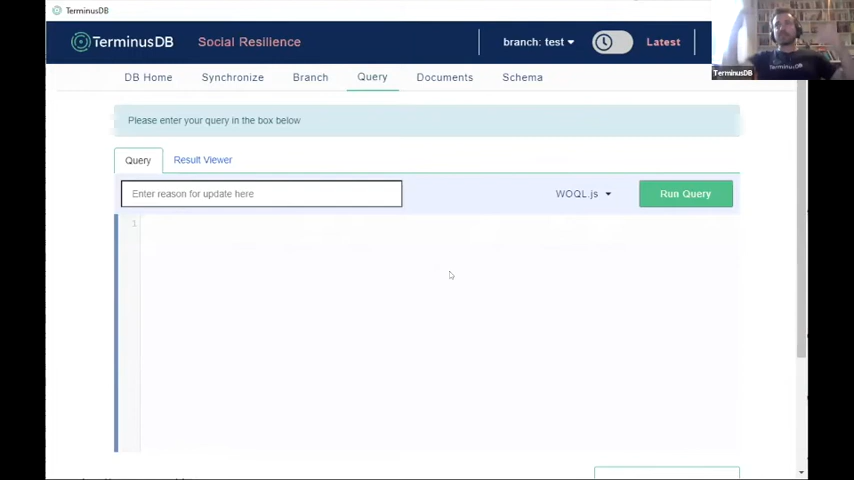 TerminusDB
TerminusDB
Social Resilience
branch: test
Latest
TerminusDB
TerminusDB
DB Home
Synchronize
Branch
Query
Documents
Schema
Please enter your query in the box below
Query
Result Viewer
Enter reason for update here
WOQL.js
Run Query
1